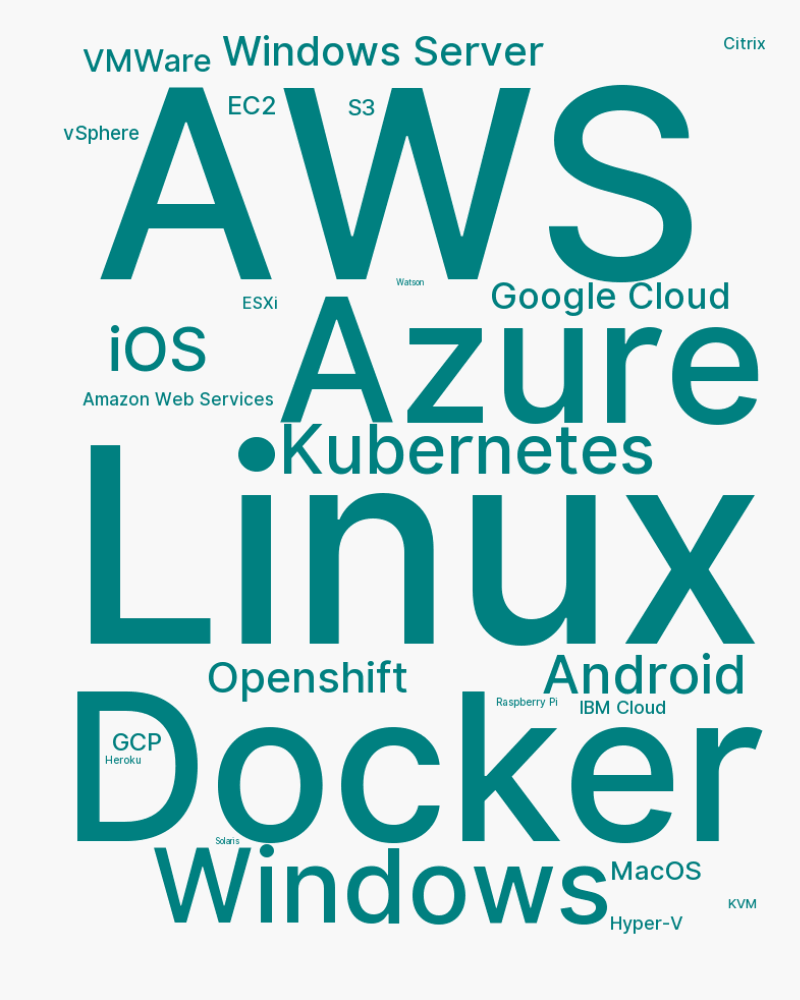 Citrix
Windows Server
VMWare
EC2
S3
vSphere
AWS
Watson
Google Cloud
ESXi
iOS
Azure
Amazon Web Services
Kubernetes
Linux
Openshift
Android
Raspberry Pi
IBM Cloud
GCP
Heroku
Docker
Solaris
Windows
MacOS
KVM
Hyper-V